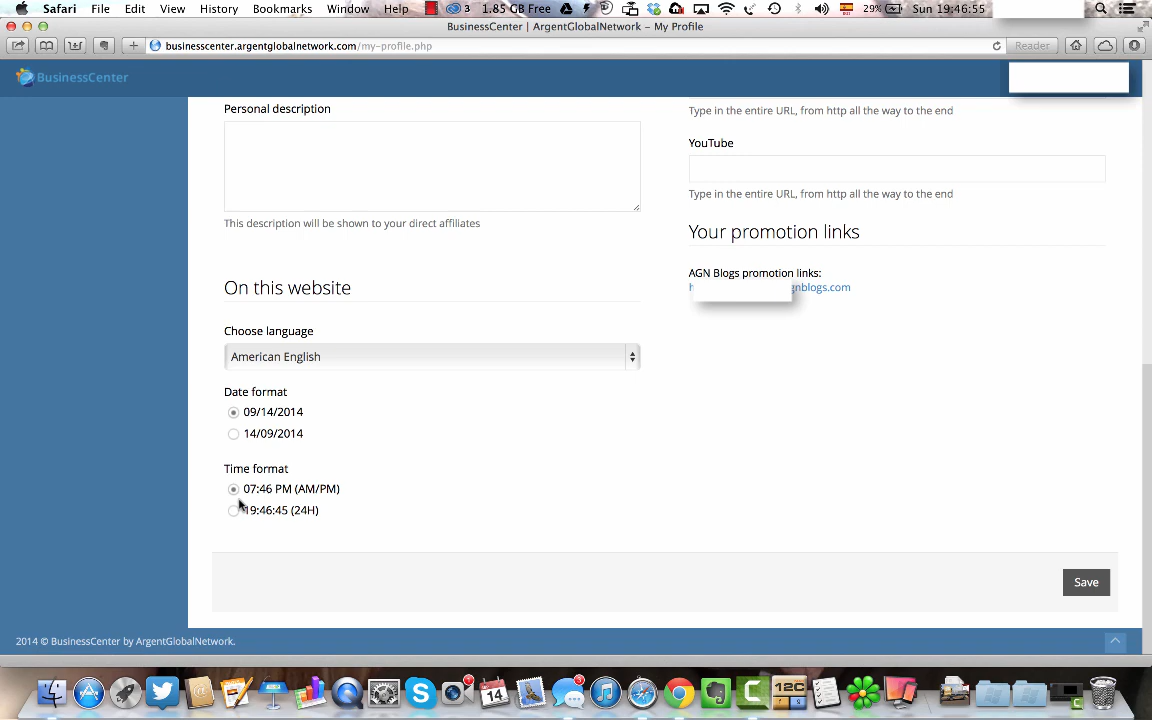 Safari File Edit View History Bookmarks Window Help 3 1.85 GB Free 29% Sun 19:46:55
BusinessCenter | ArgentGlobalNetwork – My Profile
businesscenter.argentglobalnetwork.com/my-profile.php
Reader
BusinessCenter
Personal description
This description will be shown to your direct affiliates
On this website
Choose language
American English
Date format
09/14/2014
14/09/2014
Time format
07:46 PM (AM/PM)
19:46:45 (24H)
Type in the entire URL, from http all the way to the end
YouTube
Type in the entire URL, from http all the way to the end
Your promotion links
AGN Blogs promotion links:
h gnblogs.com
Save
2014 © BusinessCenter by ArgentGlobalNetwork.
14
12C